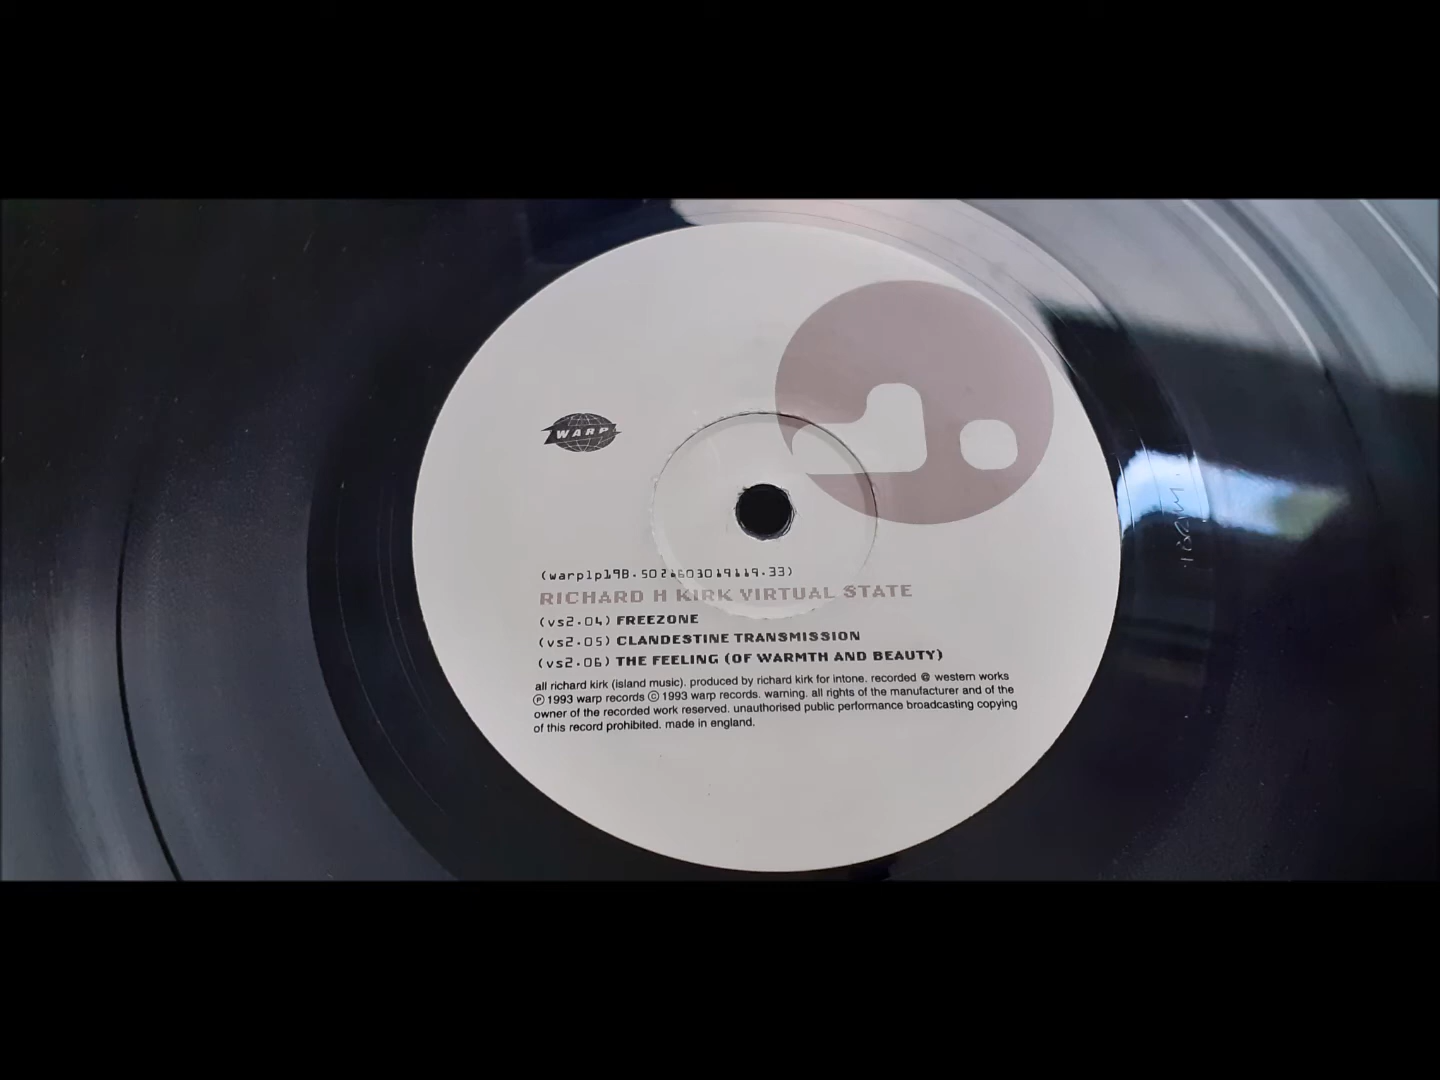 WARP
(warplp19B.5021603019119.33)
RICHARD H KIRK VIRTUAL STATE
(vs2.04) FREEZONE
(vs2.05) CLANDESTINE TRANSMISSION
(vs2.06) THE FEELING (OF WARMTH AND BEAUTY)
all richard kirk (island music). produced by richard kirk for intone. recorded @ western works
℗ 1993 warp records © 1993 warp records. warning. all rights of the manufacturer and of the
owner of the recorded work reserved. unauthorised public performance broadcasting copying
of this record prohibited. made in england.